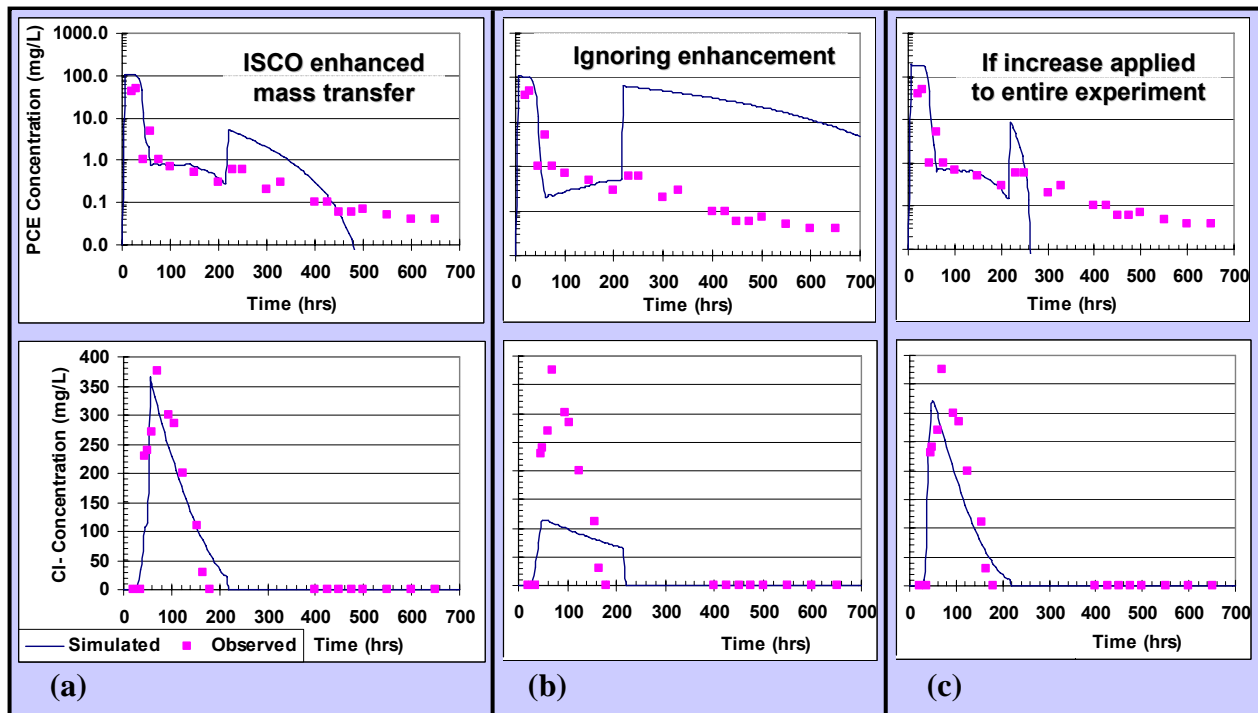 ISCO enhanced
mass transfer
PCE Concentration (mg/L)
1000.0
100.0
10.0
1.0
0.1
0.0
0 100 200 300 400 500 600 700
Time (hrs)
Cl- Concentration (mg/L)
400
350
300
250
200
150
100
50
0
0 100 200 300 400 500 600 700
Simulated Observed Time (hrs)
(a)
Ignoring enhancement
0 100 200 300 400 500 600 700
Time (hrs)
0 100 200 300 400 500 600 700
Time (hrs)
(b)
If increase applied
to entire experiment
0 100 200 300 400 500 600 700
Time (hrs)
0 100 200 300 400 500 600 700
Time (hrs)
(c)